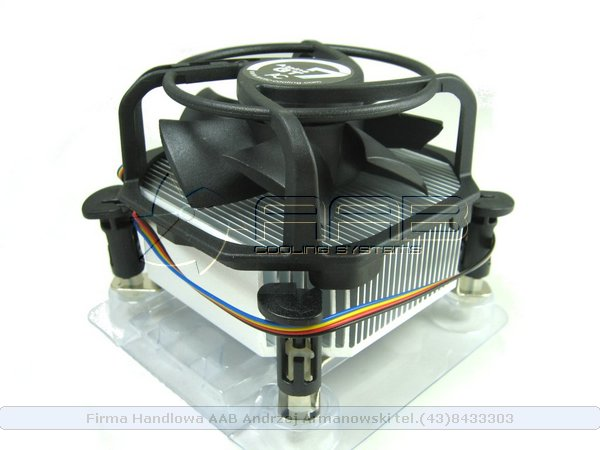 AAB
COOLING SYSTEMS
Firma Handlowa AAB Andrzej Armanowski tel.(43)8433303